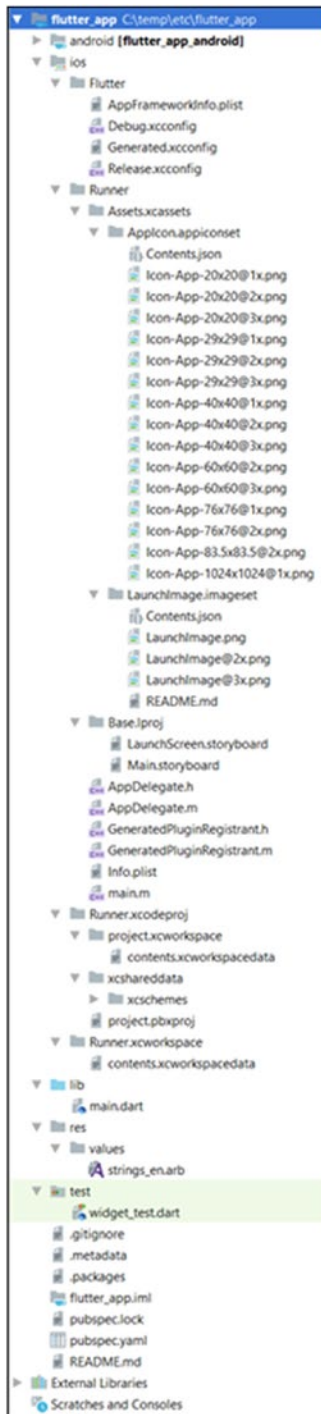 flutter_app C:\temp\etc\flutter_app
android [flutter_app_android]
ios
Flutter
AppFrameworkInfo.plist
Debug.xcconfig
Generated.xcconfig
Release.xcconfig
Runner
Assets.xcassets
AppIcon.appiconset
Contents.json
Icon-App-20x20@1x.png
Icon-App-20x20@2x.png
Icon-App-20x20@3x.png
Icon-App-29x29@1x.png
Icon-App-29x29@2x.png
Icon-App-29x29@3x.png
Icon-App-40x40@1x.png
Icon-App-40x40@2x.png
Icon-App-40x40@3x.png
Icon-App-60x60@2x.png
Icon-App-60x60@3x.png
Icon-App-76x76@1x.png
Icon-App-76x76@2x.png
Icon-App-83.5x83.5@2x.png
Icon-App-1024x1024@1x.png
LaunchImage.imageset
Contents.json
LaunchImage.png
LaunchImage@2x.png
LaunchImage@3x.png
README.md
Base.lproj
LaunchScreen.storyboard
Main.storyboard
AppDelegate.h
AppDelegate.m
GeneratedPluginRegistrant.h
GeneratedPluginRegistrant.m
Info.plist
main.m
Runner.xcodeproj
project.xcworkspace
contents.xcworkspacedata
xcshareddata
xcschemes
project.pbxproj
Runner.xcworkspace
contents.xcworkspacedata
lib
main.dart
res
values
strings_en.arb
test
widget_test.dart
.gitignore
.metadata
.packages
flutter_app.iml
pubspec.lock
pubspec.yaml
README.md
External Libraries
Scratches and Consoles